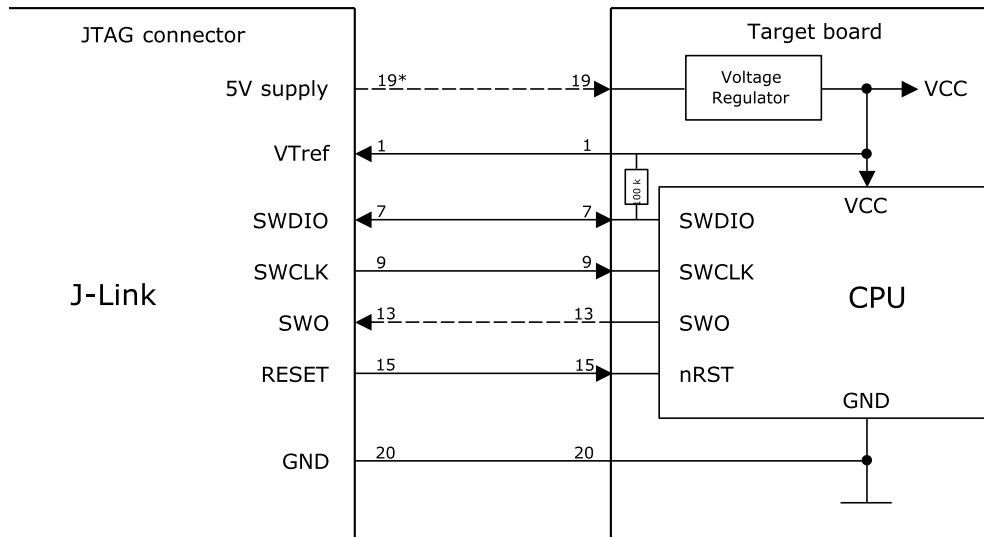 JTAG connector
Target board
5V supply
19*
19
Voltage
Regulator
VCC
VTref
1
1
100 k
VCC
SWDIO
7
7
SWDIO
SWCLK
9
9
SWCLK
J-Link
CPU
SWO
13
13
SWO
RESET
15
15
nRST
GND
GND
20
20